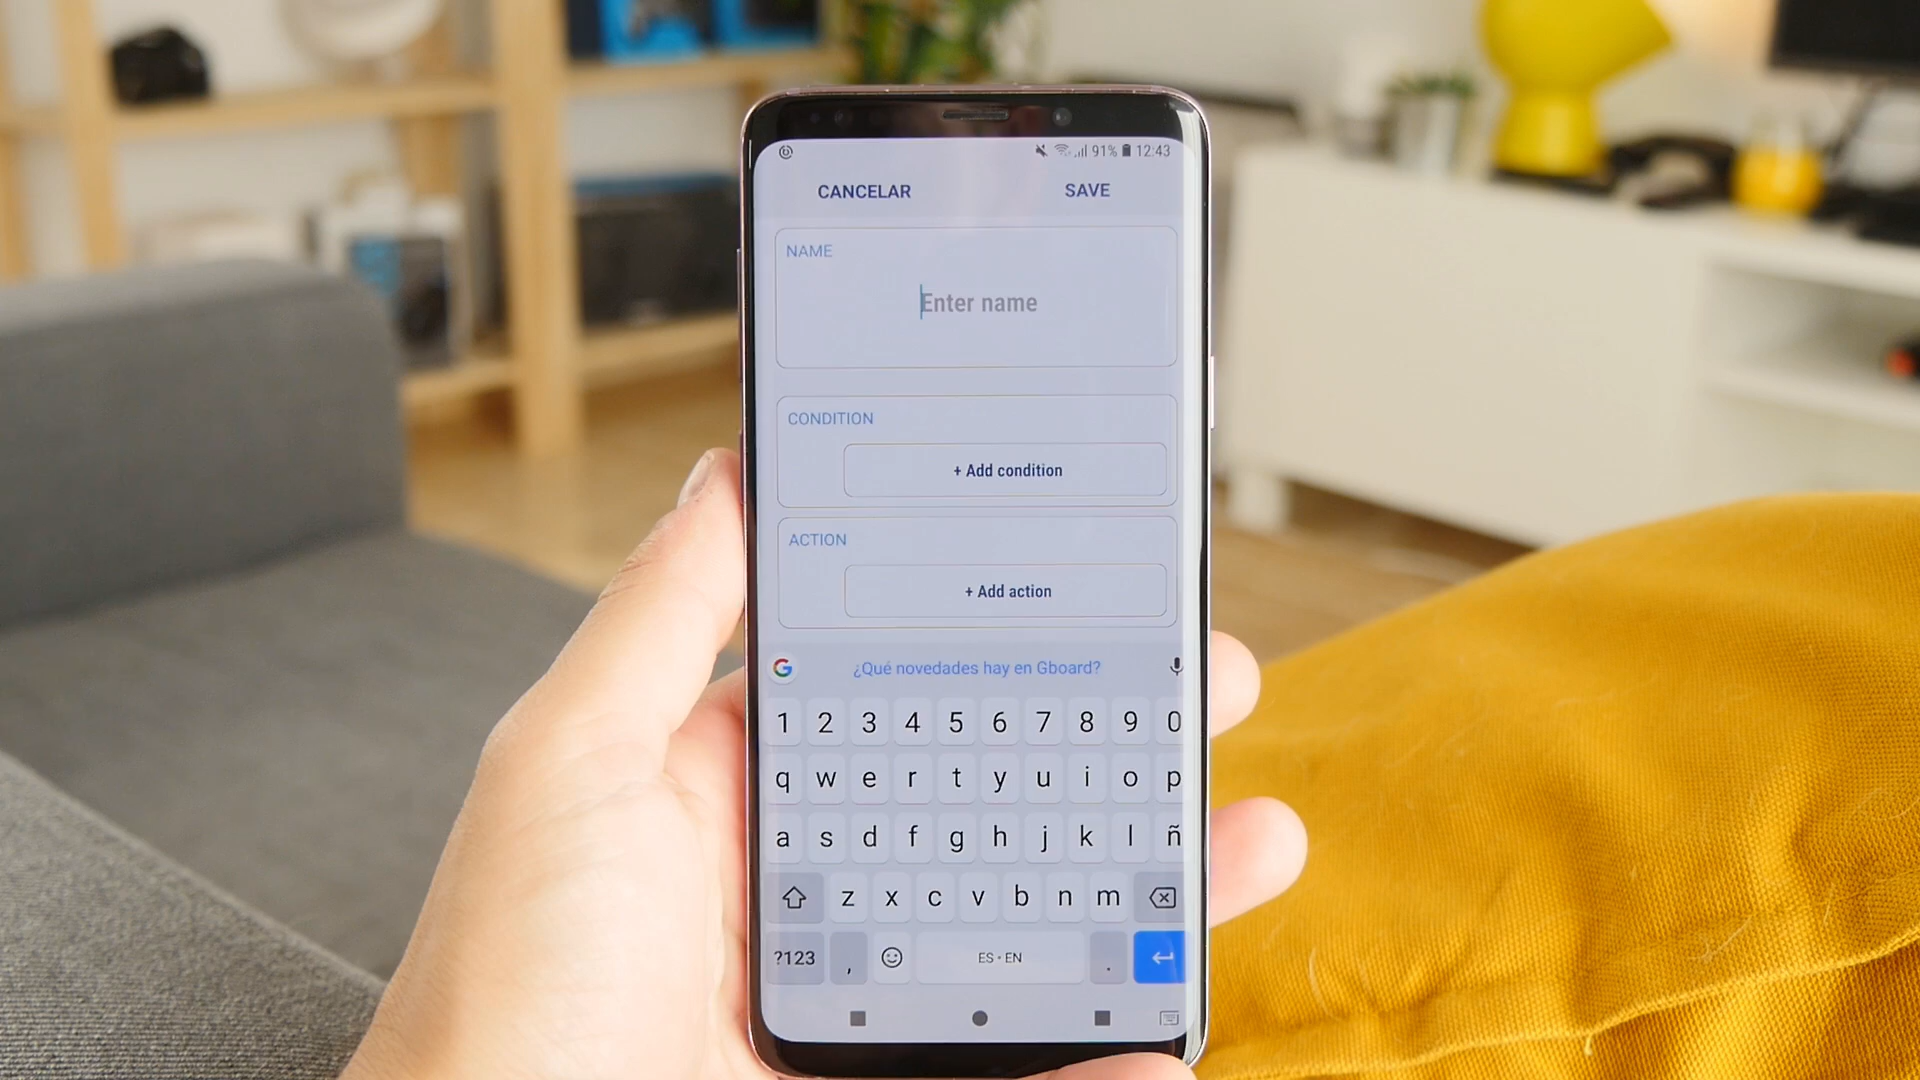 91% 12:43
CANCELAR SAVE
NAME
Enter name
CONDITION
+ Add condition
ACTION
+ Add action
G ¿Qué novedades hay en Gboard?
1 2 3 4 5 6 7 8 9 0
q w e r t y u i o p
a s d f g h j k l ñ
z x c v b n m
?123 , ES • EN .